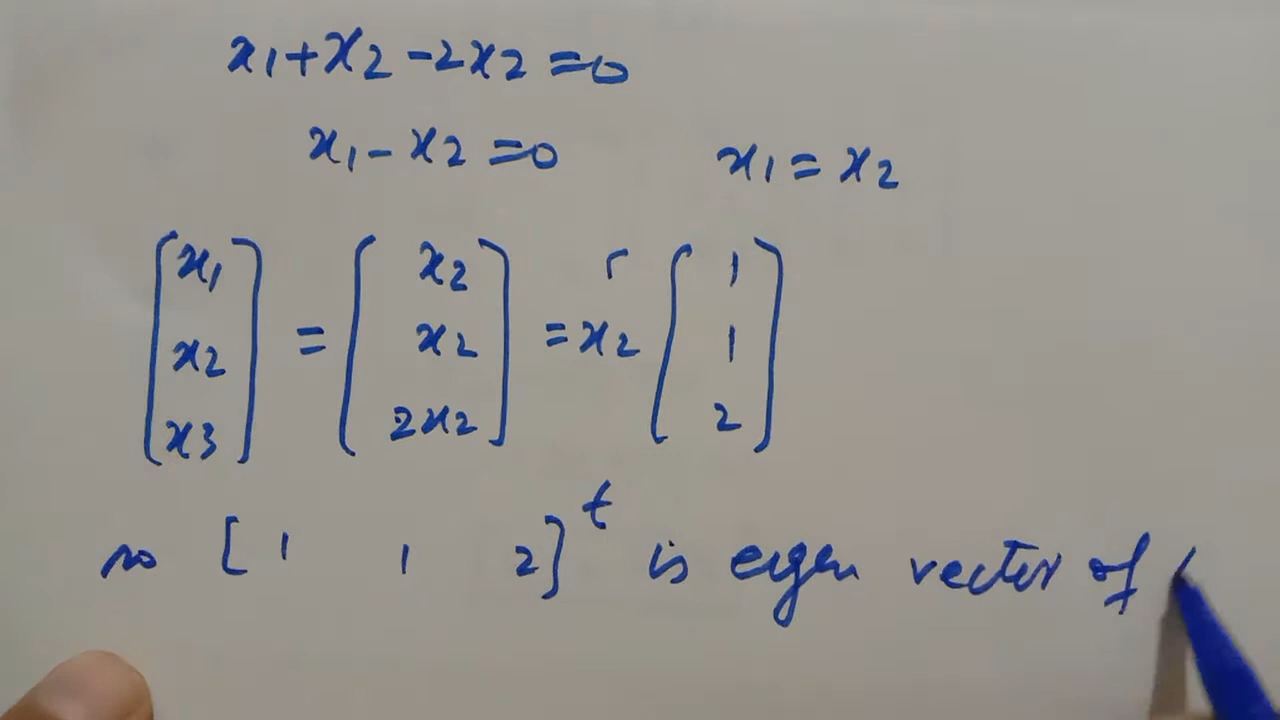 x1+x2-2x2=0
x1-x2=0 x1=x2
[x1 x2 x3] = [x2 x2 2x2] = x2 [1 1 2]
so [1 1 2]^t is eigen vector of